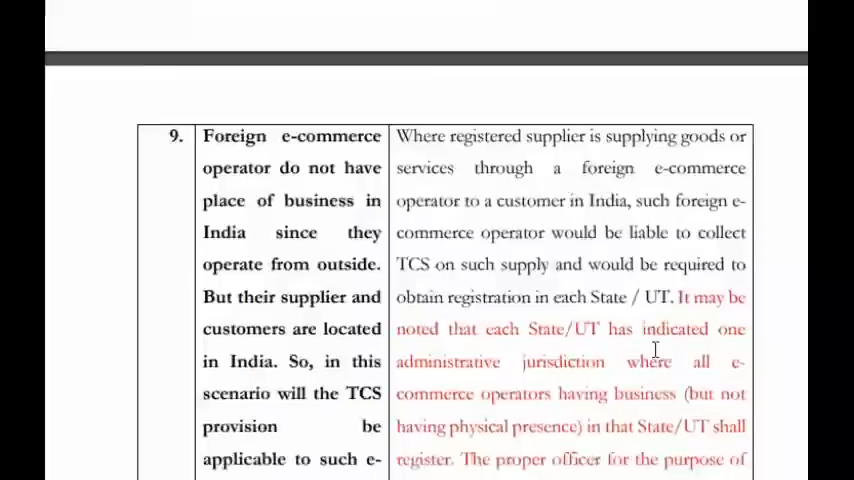 9.
Foreign e-commerce
operator do not have
place of business in
India since they
operate from outside.
But their supplier and
customers are located
in India. So, in this
scenario will the TCS
provision be
applicable to such e-
Where registered supplier is supplying goods or
services through a foreign e-commerce
operator to a customer in India, such foreign e-
commerce operator would be liable to collect
TCS on such supply and would be required to
obtain registration in each State / UT. It may be
noted that each State/UT has indicated one
administrative jurisdiction where all e-
commerce operators having business (but not
having physical presence) in that State/UT shall
register. The proper officer for the purpose of